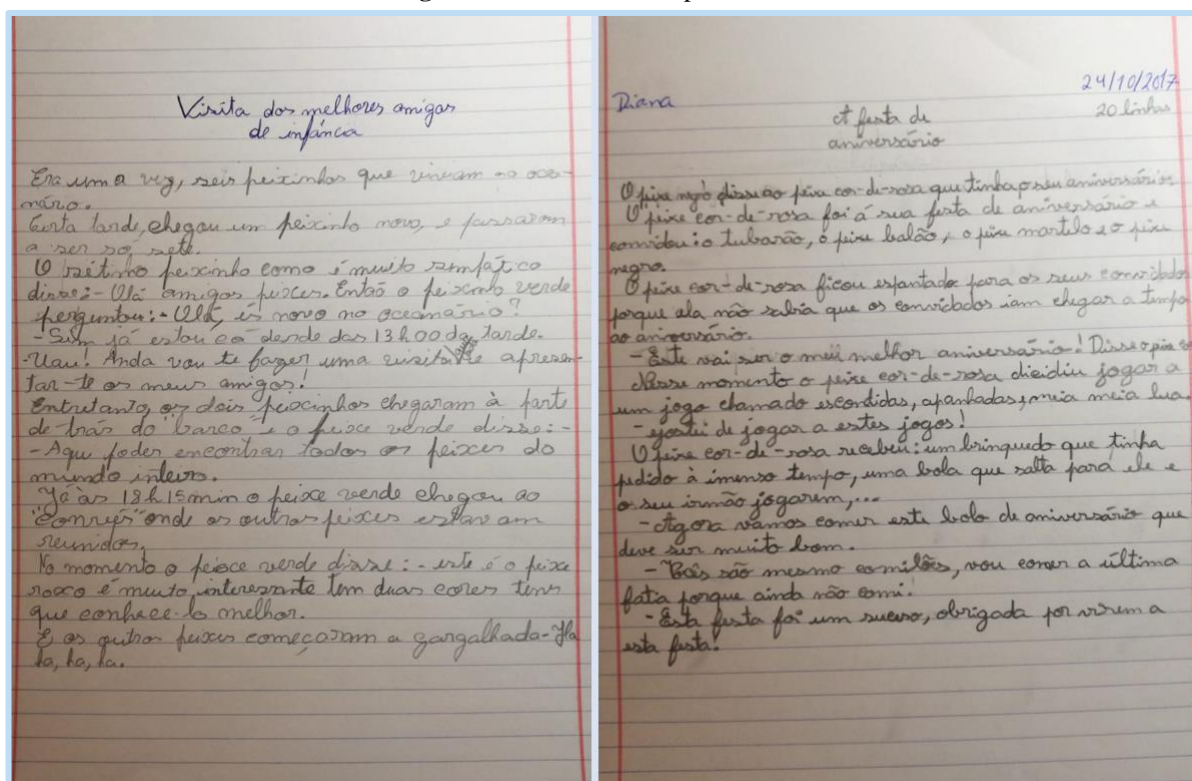 Visita dos melhores amigos
de infância
Era uma vez, seis peixinhos que viviam no oce-
nário.
Certa tarde, chegou um peixinho novo, e passaram
a ser só sete.
O sétimo peixinho como é muito simpático
disse:- Olá amigos peixes. Então o peixinho verde
perguntou:- Olá, és novo no oceanário?
-Sim já estou cá desde das 13h00 da tarde.
-Uau! Anda vou te fazer uma visita e apresen-
tar-te os meus amigos!
Entretanto, os dois peixinhos chegaram à parte
de trás do barco e o peixe verde disse:-
-Aqui podes encontrar todos os peixes do
mundo inteiro.
Já às 18h15min o peixe verde chegou ao
onde os outros peixes estavam
reunidos.
No momento o peixe verde disse:- este é o peixe
roxo é muito interessante tem duas cores tens
que conhece-lo melhor.
E os outros peixes começaram a gargalhada-Ha
ha, ha, ha.
Diana
24/10/2017
20 linhas
A festa de
aniversário
O peixe disse ao peixe cor-de-rosa que tinha o seu aniversário.
O peixe cor-de-rosa foi á sua festa de aniversário e
convidou: o tubarão, o peixe balão, o peixe martelo e o peixe
negro.
O peixe cor-de-rosa ficou espantado para os seus convidados
porque ela não sabia que os convidados iam chegar a tempo
ao aniversário.
-Este vai ser o meu melhor aniversário! Disse o peixe
Nesse momento o peixe cor-de-rosa dicidiu jogar a
um jogo chamado escondidas, apanhadas, meia meia lua.
-gostei de jogar a estes jogos!
O peixe cor-de-rosa recebeu: um brinquedo que tinha
pedido à imenso tempo, uma bola que salta para ele e
o seu irmão jogarem,...
-Agora vamos comer este bolo de aniversário que
deve ser muito bom.
-Vocês são mesmo comilões, vou comer a última
fatia porque ainda não comi.
-Esta festa foi um sucesso, obrigada por virem a
esta festa!